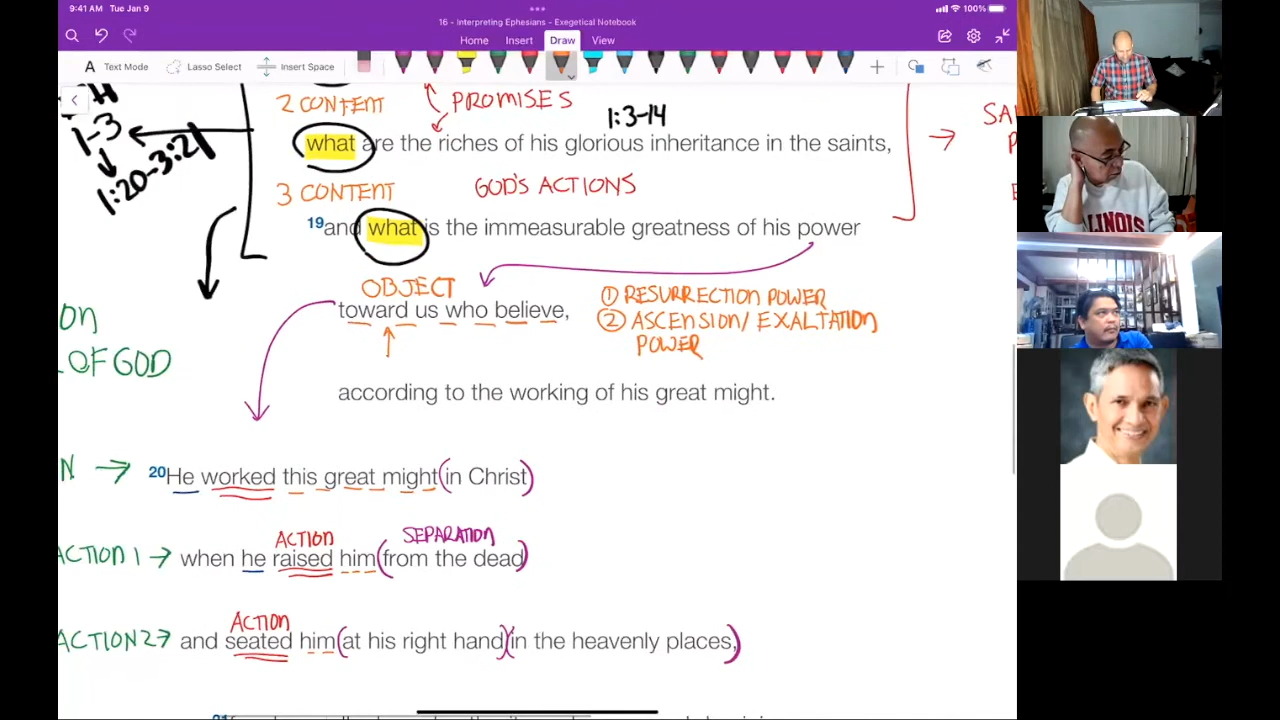 9:41 AM Tue Jan 9
100%
16 - Interpreting Ephesians - Exegetical Notebook
Home Insert Draw View
A Text Mode Lasso Select Insert Space
2 CONTENT PROMISES 1:3-14
1-3 what are the riches of his glorious inheritance in the saints,
1:20-3:21
3 CONTENT GOD'S ACTIONS
19and what is the immeasurable greatness of his power
OBJECT
toward us who believe,
① RESURRECTION POWER
② ASCENSION/ EXALTATION
POWER
OF GOD
according to the working of his great might.
20He worked this great might (in Christ)
ACTION SEPARATION
ACTION 1 → when he raised him (from the dead)
ACTION
ACTION 2 → and seated him (at his right hand)(in the heavenly places,)
ILLINOIS